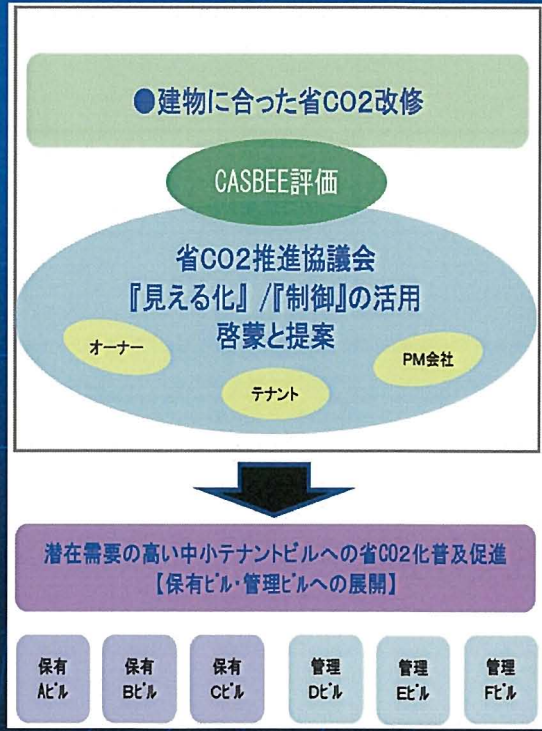 ●建物に合った省CO2改修
CASBEE評価
省CO2推進協議会
『見える化』/『制御』の活用
啓蒙と提案
オーナー
テナント
PM会社
潜在需要の高い中小テナントビルへの省CO2化普及促進
【保有ビル・管理ビルへの展開】
保有
Aビル
保有
Bビル
保有
Cビル
管理
Dビル
管理
Eビル
管理
Fビル